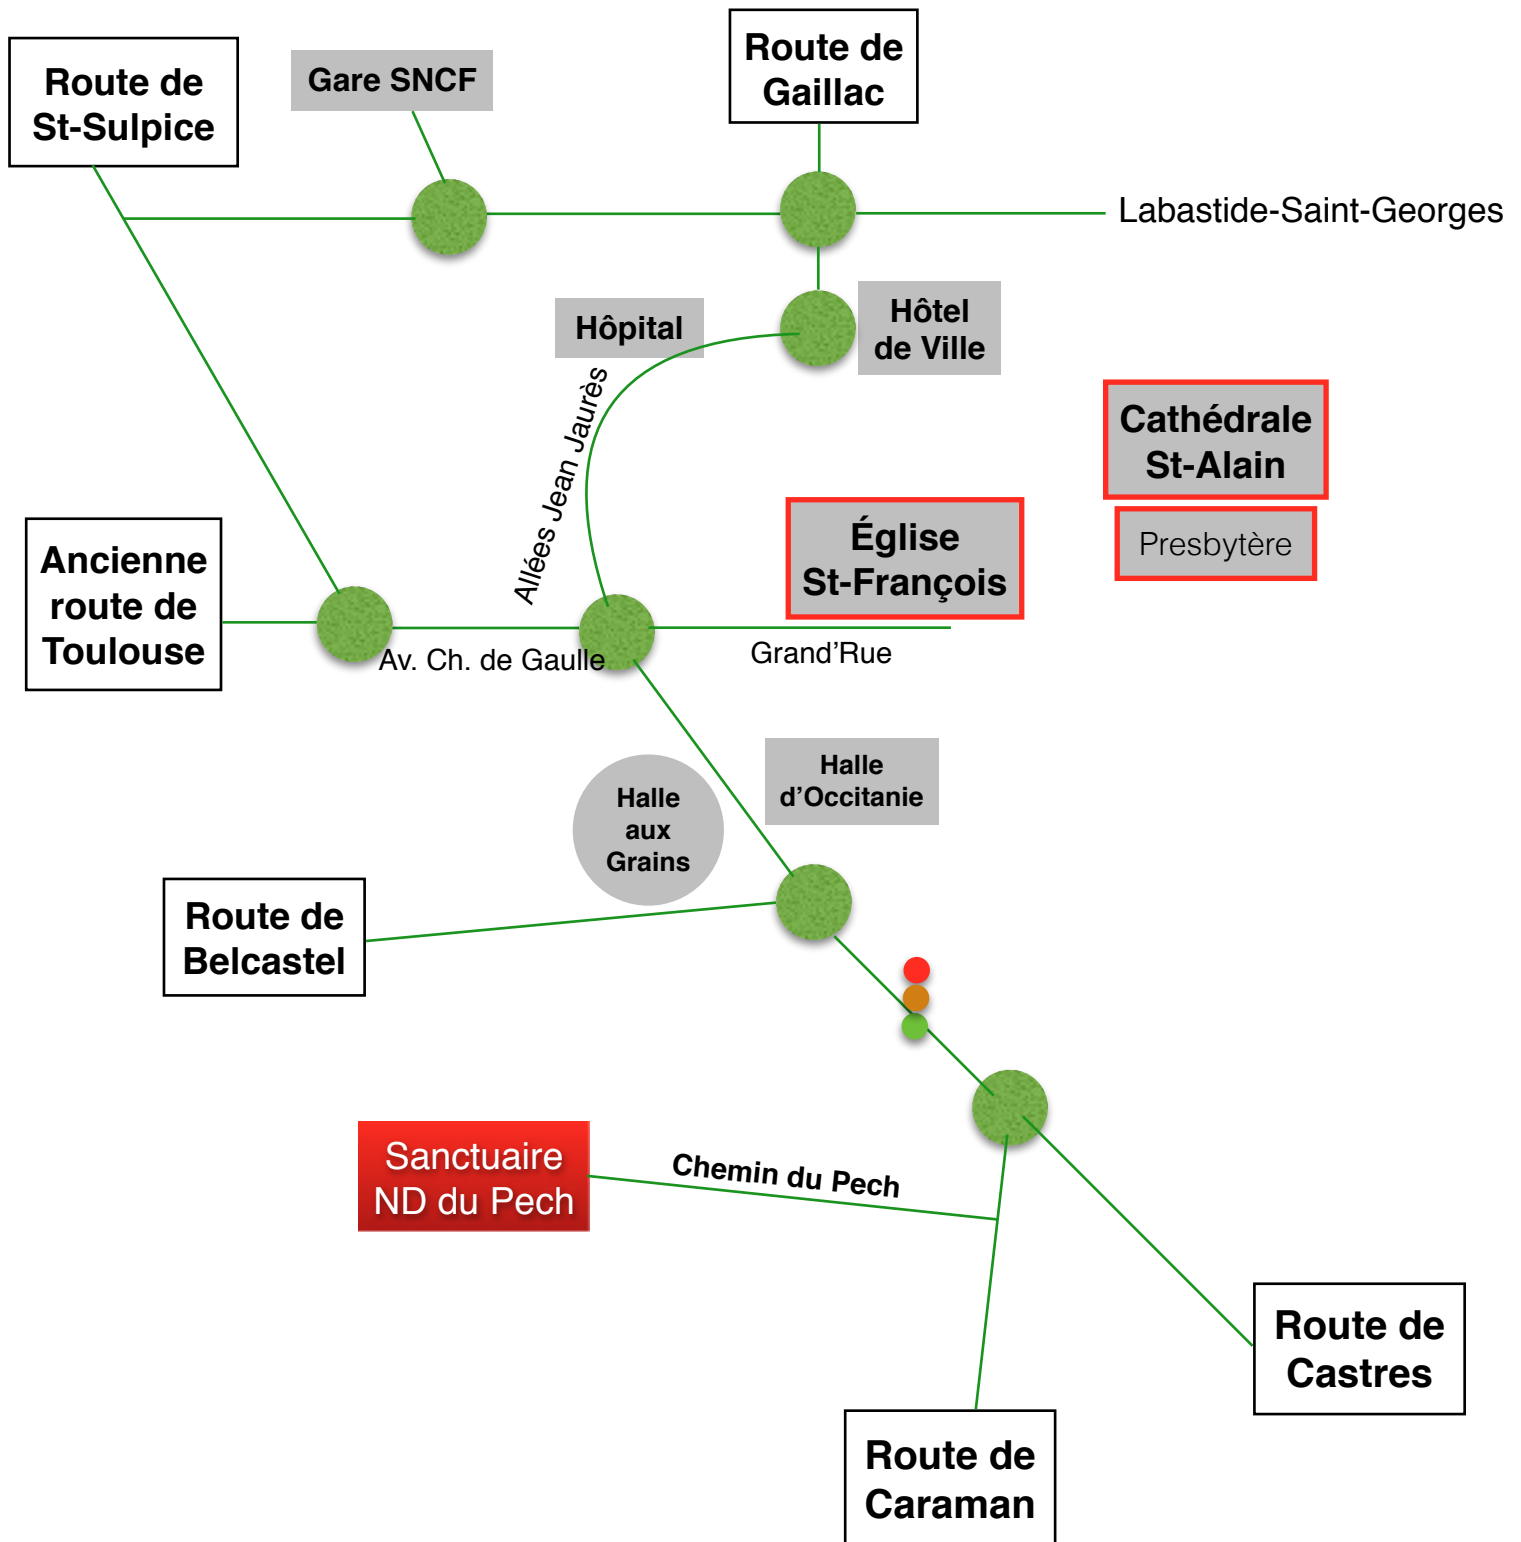 Route de
St-Sulpice
Gare SNCF
Route de
Gaillac
Labastide-Saint-Georges
Hôpital
Hôtel
de Ville
Allées Jean Jaurès
Cathédrale
St-Alain
Presbytère
Église
St-François
Ancienne
route de
Toulouse
Av. Ch. de Gaulle
Grand'Rue
Halle
d'Occitanie
Halle
aux
Grains
Route de
Belcastel
Sanctuaire
ND du Pech
Chemin du Pech
Route de
Castres
Route de
Caraman